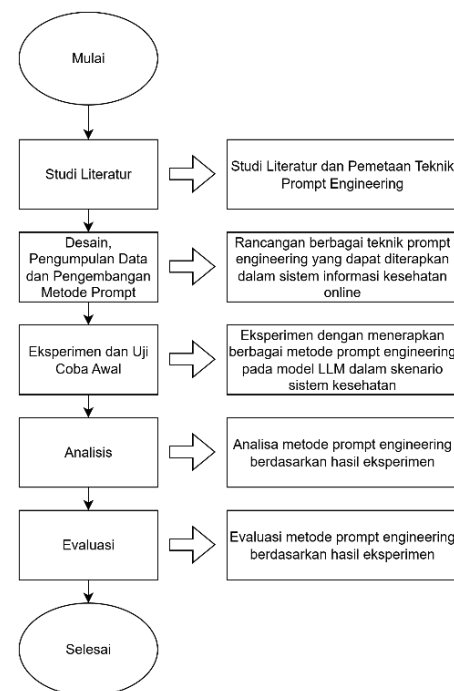 Mulai
Studi Literatur
Studi Literatur dan Pemetaan Teknik
Prompt Engineering
Desain,
Pengumpulan Data
dan Pengembangan
Metode Prompt
Rancangan berbagai teknik prompt
engineering yang dapat diterapkan
dalam sistem informasi kesehatan
online
Eksperimen dan Uji
Coba Awal
Eksperimen dengan menerapkan
berbagai metode prompt engineering
pada model LLM dalam skenario
sistem kesehatan
Analisis
Analisa metode prompt engineering
berdasarkan hasil eksperimen
Evaluasi
Evaluasi metode prompt engineering
berdasarkan hasil eksperimen
Selesai